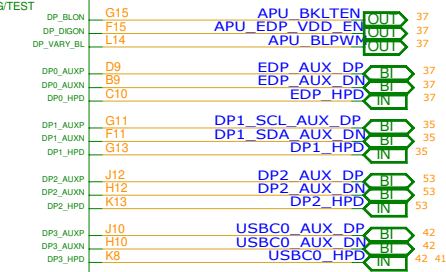 G/TEST
DP_BLON G15 APU_BKLTEN OUT 37
DP_DIGON F15 APU_EDP_VDD_EN OUT 37
DP_VARY_BL L14 APU_BLPWM OUT 37
DP0_AUXP D9 EDP_AUX_DP BI 37
DP0_AUXN B9 EDP_AUX_DN BI 37
DP0_HPD C10 EDP_HPD IN 37
DP1_AUXP G11 DP1_SCL_AUX_DP BI 35
DP1_AUXN F11 DP1_SDA_AUX_DN BI 35
DP1_HPD G13 DP1_HPD IN 35
DP2_AUXP J12 DP2_AUX_DP BI 53
DP2_AUXN H12 DP2_AUX_DN BI 53
DP2_HPD K13 DP2_HPD IN 53
DP3_AUXP J10 USBC0_AUX_DP BI 42
DP3_AUXN H10 USBC0_AUX_DN BI 42
DP3_HPD K8 USBC0_HPD IN 42 41